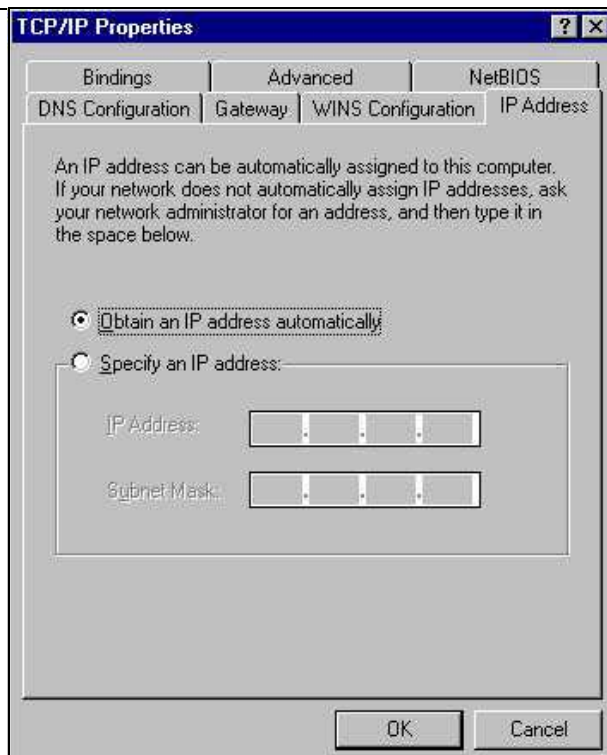 TCP/IP Properties
? X
Bindings Advanced NetBIOS
DNS Configuration Gateway WINS Configuration IP Address
An IP address can be automatically assigned to this computer.
If your network does not automatically assign IP addresses, ask
your network administrator for an address, and then type it in
the space below.
Obtain an IP address automatically
Specify an IP address:
IP Address:
. . .
Subnet Mask:
. . .
OK Cancel